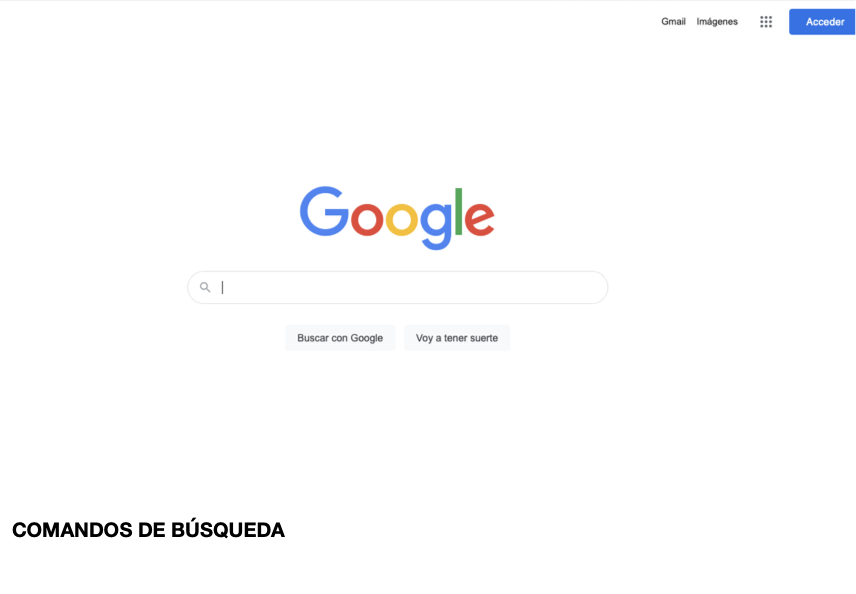 Gmail Imágenes Acceder
Google
Buscar con Google Voy a tener suerte
COMANDOS DE BÚSQUEDA